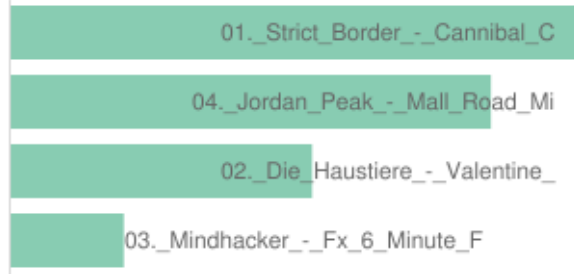 01._Strict_Border_-_Cannibal_C
04._Jordan_Peak_-_Mall_Road_Mi
02._Die_Haustiere_-_Valentine_
03._Mindhacker_-_Fx_6_Minute_F